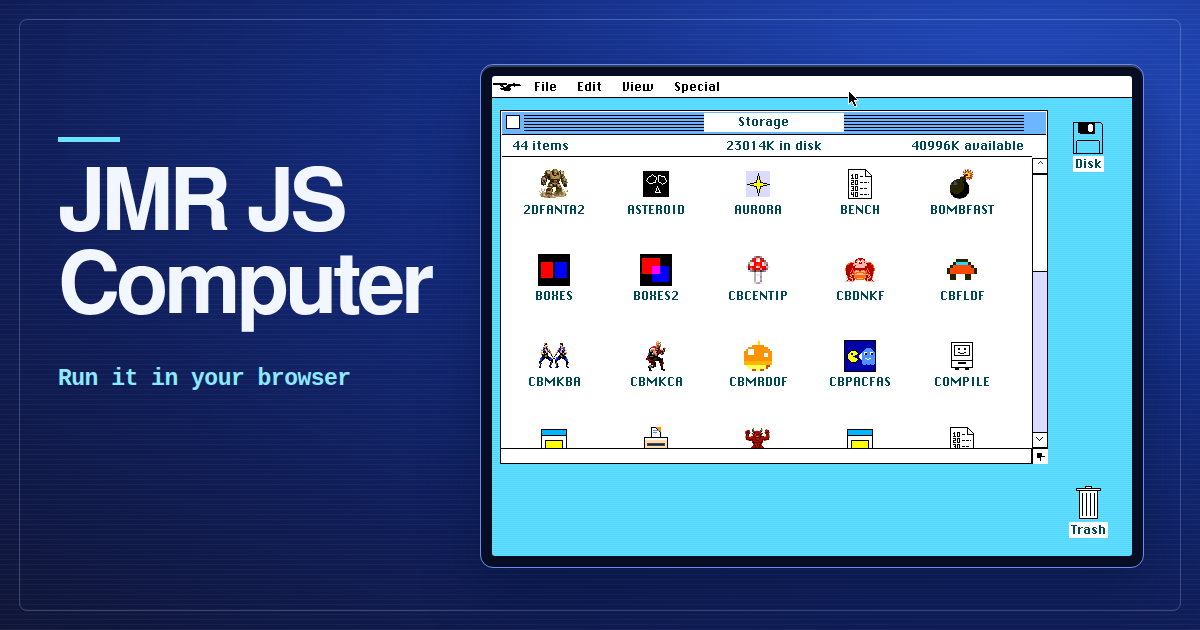 JMR JS
Computer
Run it in your browser
File Edit View Special
Storage
44 items 23014K in disk 40996K available
2DFANTA2 ASTEROID AURORA BENCH BOMBFAST
BOXES BOXES2 CBCENTIP CBDNKF CBFLDF
CBMKBA CBMKCA CBMRDOF CBPACFAS COMPILE
Disk
Trash